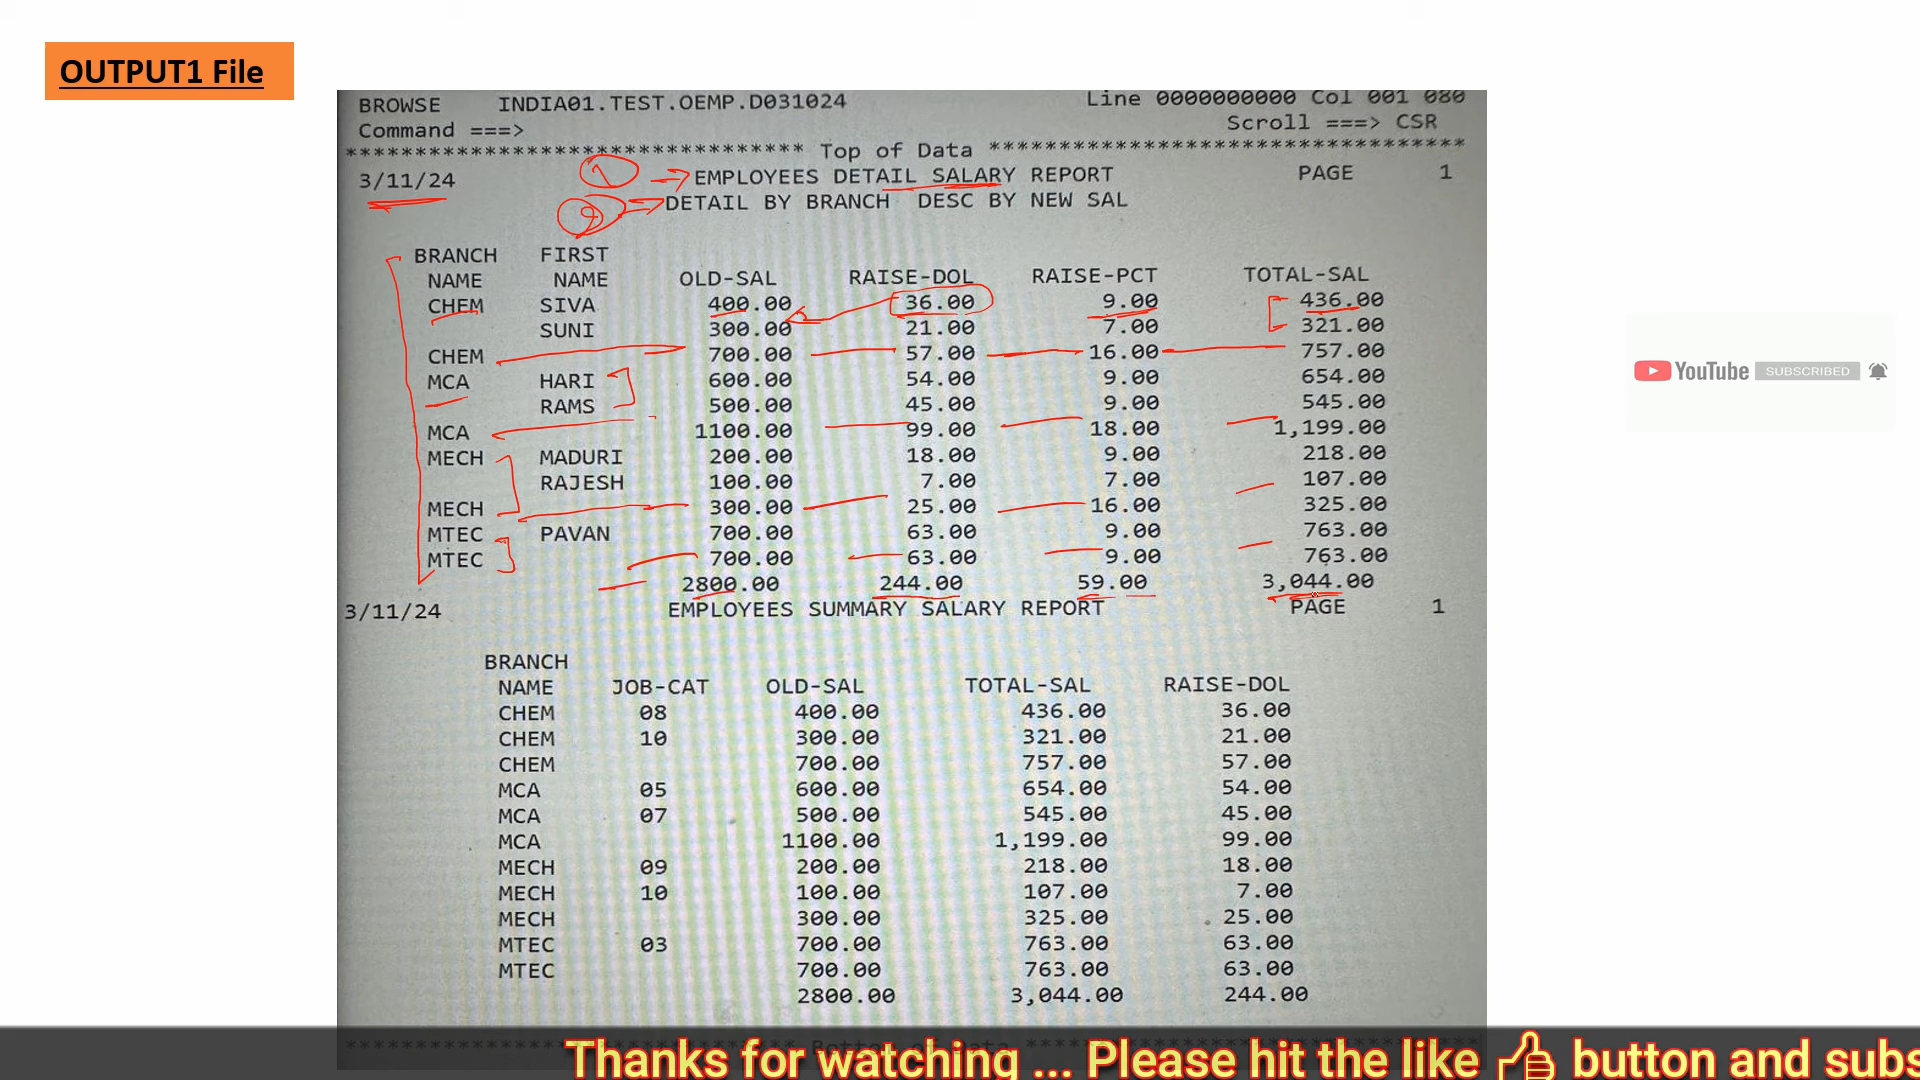 OUTPUT1 File
BROWSE INDIA01.TEST.OEMP.D031024 Line 0000000000 Col 001 080
Command ===> Scroll ===> CSR
********************************* Top of Data **********************************
3/11/24 1 EMPLOYEES DETAIL SALARY REPORT PAGE 1
2 DETAIL BY BRANCH DESC BY NEW SAL
BRANCH FIRST
NAME NAME OLD-SAL RAISE-DOL RAISE-PCT TOTAL-SAL
CHEM SIVA 400.00 36.00 9.00 436.00
SUNI 300.00 21.00 7.00 321.00
CHEM 700.00 57.00 16.00 757.00
MCA HARI 600.00 54.00 9.00 654.00
RAMS 500.00 45.00 9.00 545.00
MCA 1100.00 99.00 18.00 1,199.00
MECH MADURI 200.00 18.00 9.00 218.00
RAJESH 100.00 7.00 7.00 107.00
MECH 300.00 25.00 16.00 325.00
MTEC PAVAN 700.00 63.00 9.00 763.00
MTEC 700.00 63.00 9.00 763.00
2800.00 244.00 59.00 3,044.00
3/11/24 EMPLOYEES SUMMARY SALARY REPORT PAGE 1
BRANCH
NAME JOB-CAT OLD-SAL TOTAL-SAL RAISE-DOL
CHEM 08 400.00 436.00 36.00
CHEM 10 300.00 321.00 21.00
CHEM 700.00 757.00 57.00
MCA 05 600.00 654.00 54.00
MCA 07 500.00 545.00 45.00
MCA 1100.00 1,199.00 99.00
MECH 09 200.00 218.00 18.00
MECH 10 100.00 107.00 7.00
MECH 300.00 325.00 25.00
MTEC 03 700.00 763.00 63.00
MTEC 700.00 763.00 63.00
2800.00 3,044.00 244.00
YouTube SUBSCRIBED
Thanks for watching ... Please hit the like button and subs